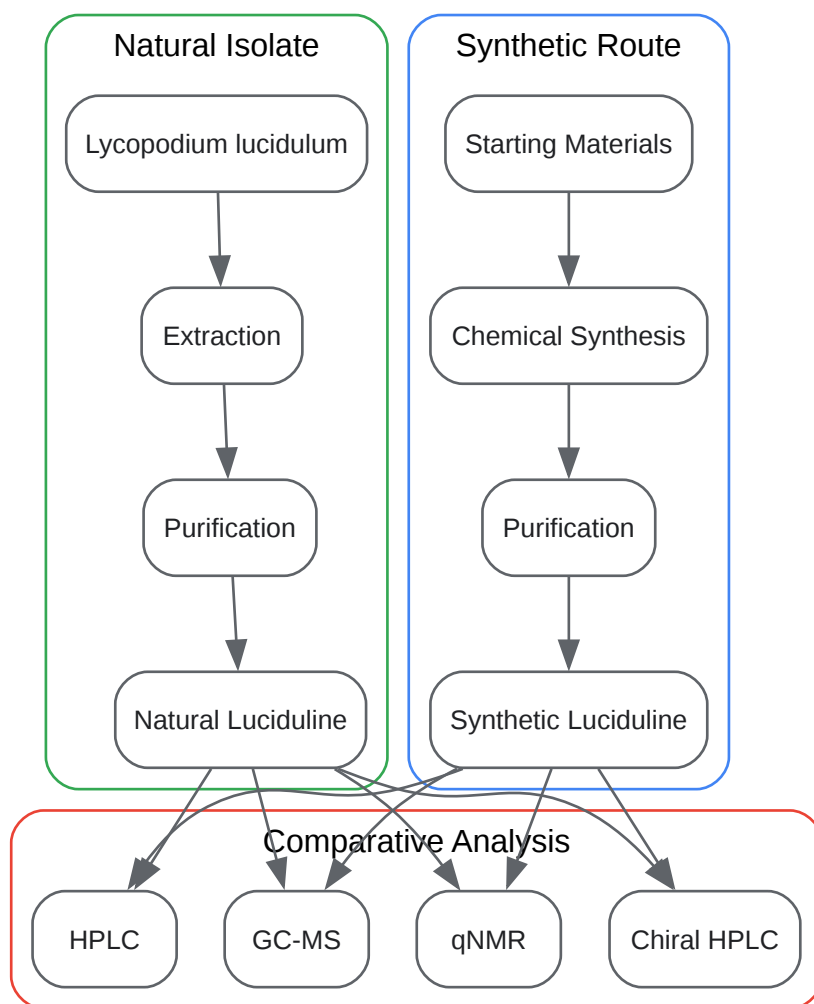 Natural Isolate
Synthetic Route
Lycopodium lucidulum
Starting Materials
Extraction
Chemical Synthesis
Purification
Purification
Natural Luciduline
Synthetic Luciduline
Comparative Analysis
HPLC
GC-MS
qNMR
Chiral HPLC